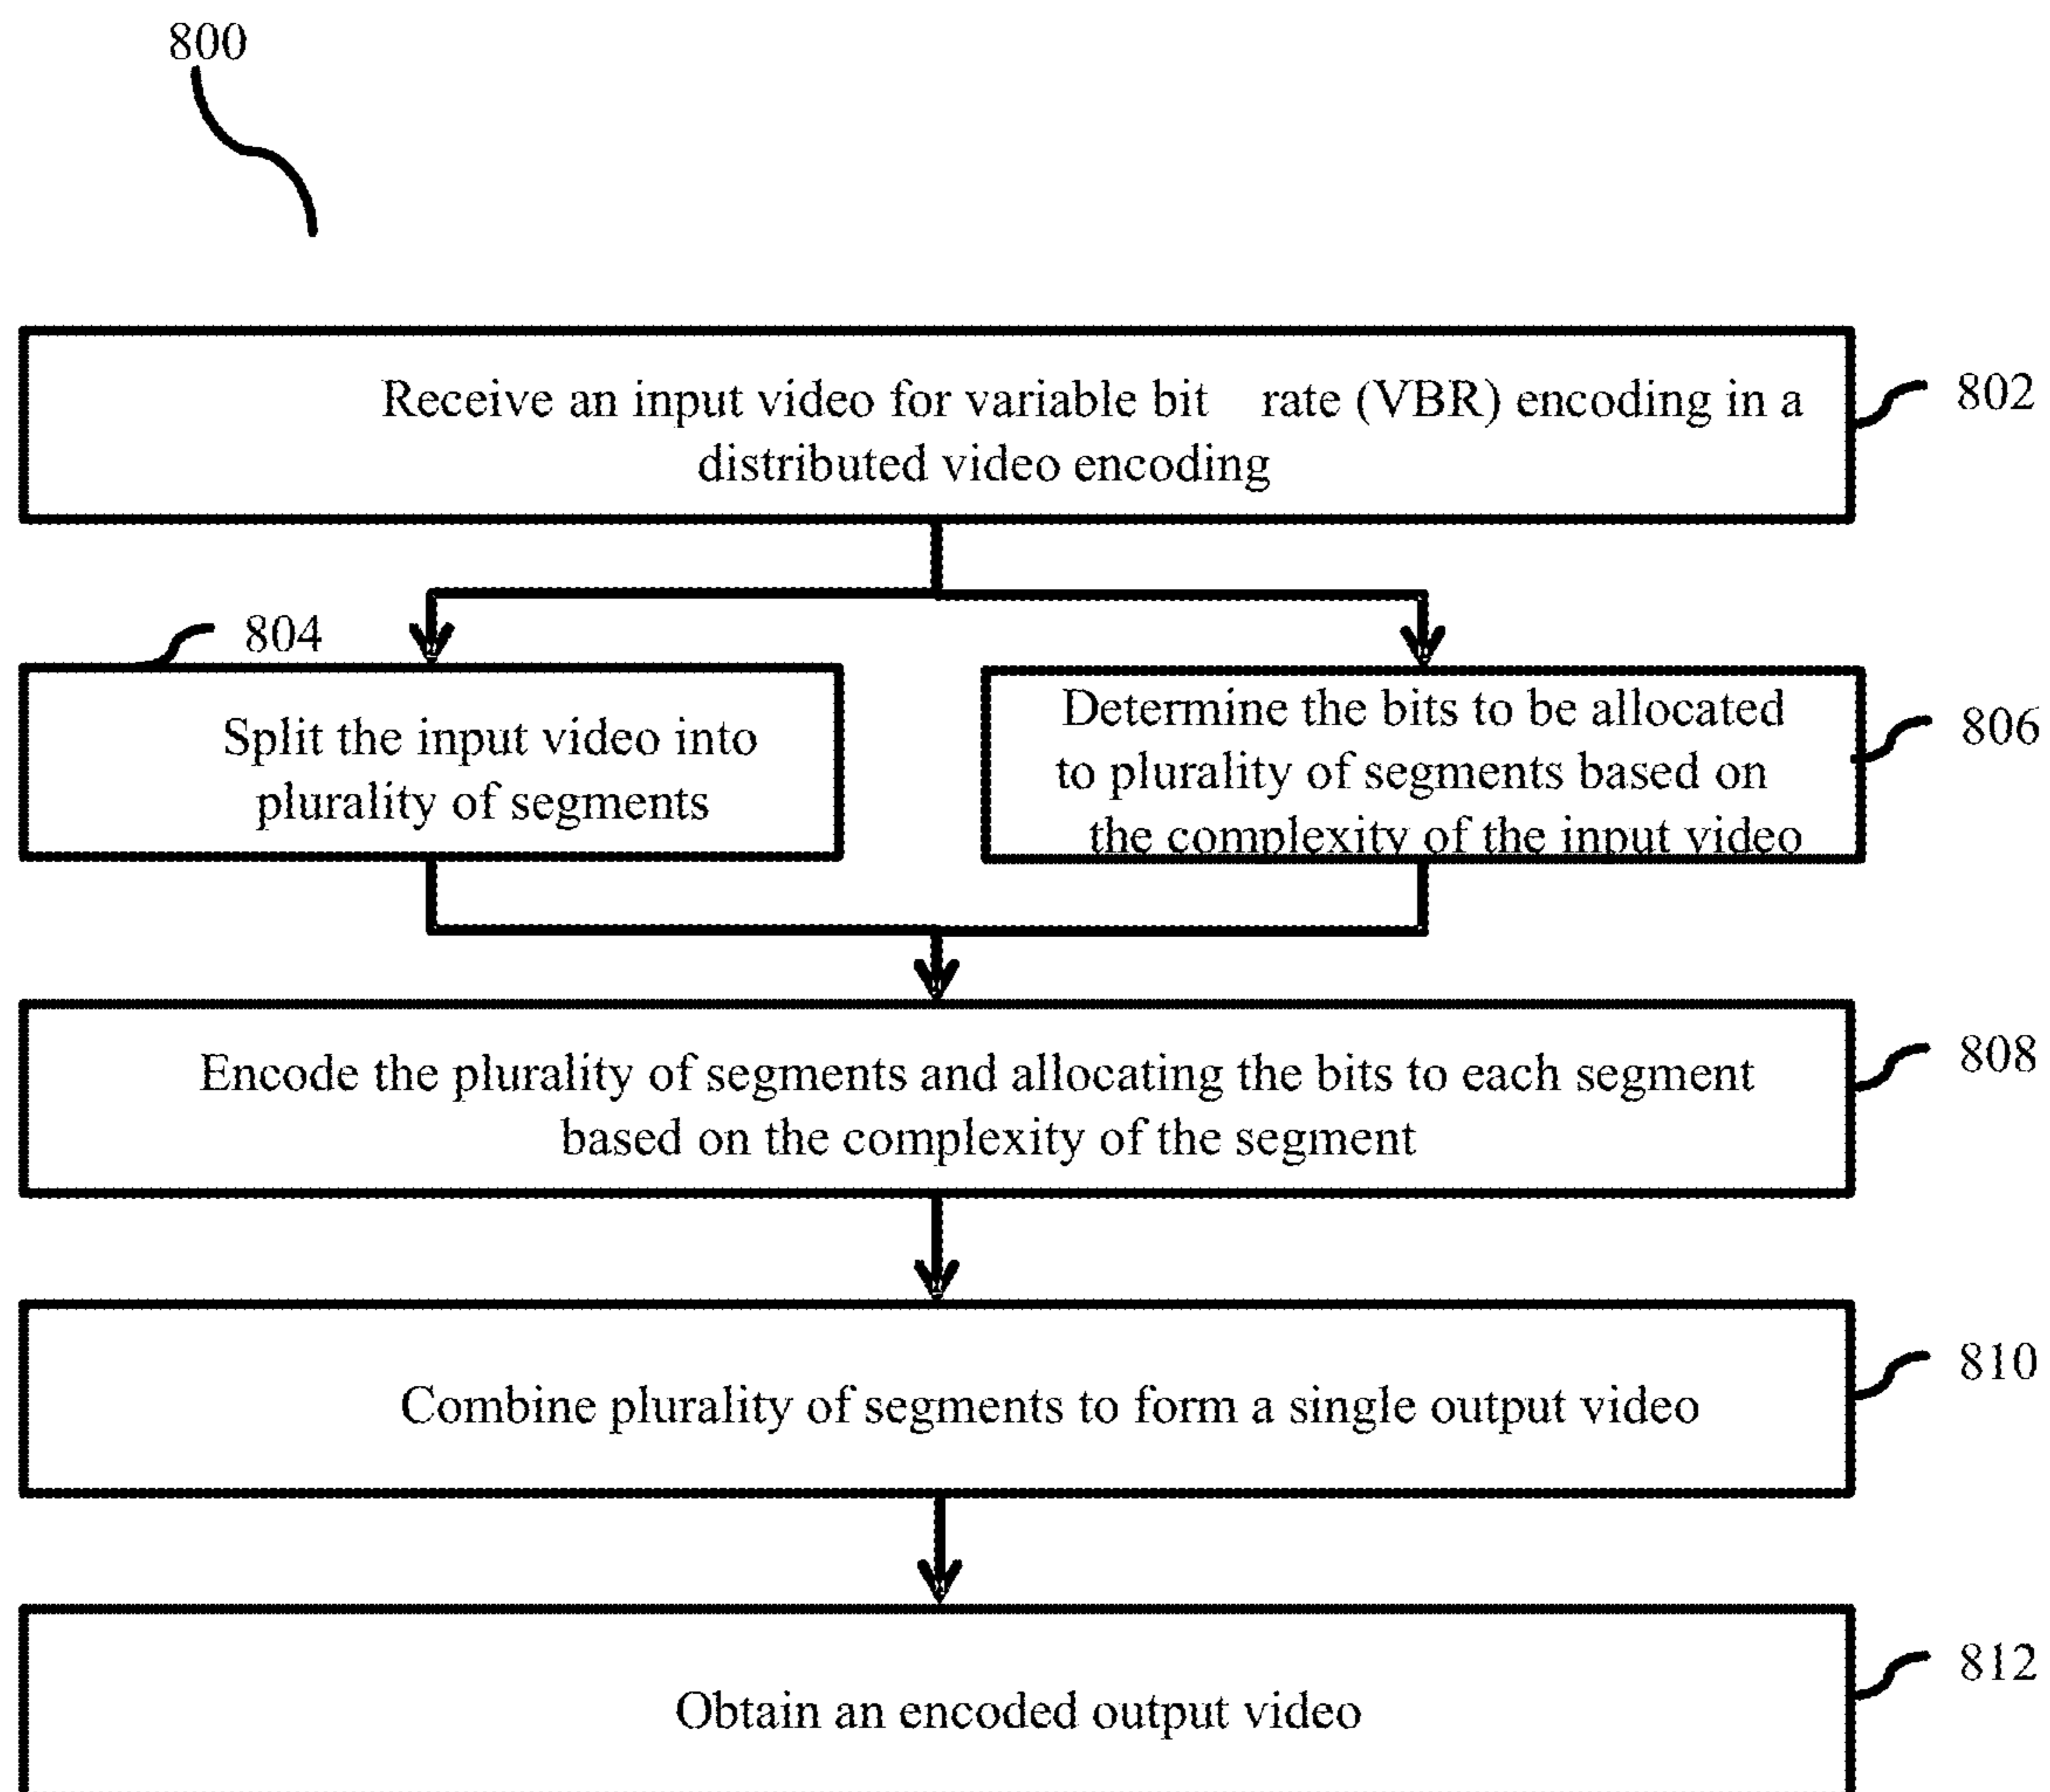 800
Receive an input video for variable bit rate (VBR) encoding in a
distributed video encoding
802
804
Split the input video into
plurality of segments
Determine the bits to be allocated
to plurality of segments based on
the complexity of the input video
806
Encode the plurality of segments and allocating the bits to each segment
based on the complexity of the segment
808
Combine plurality of segments to form a single output video
810
Obtain an encoded output video
812